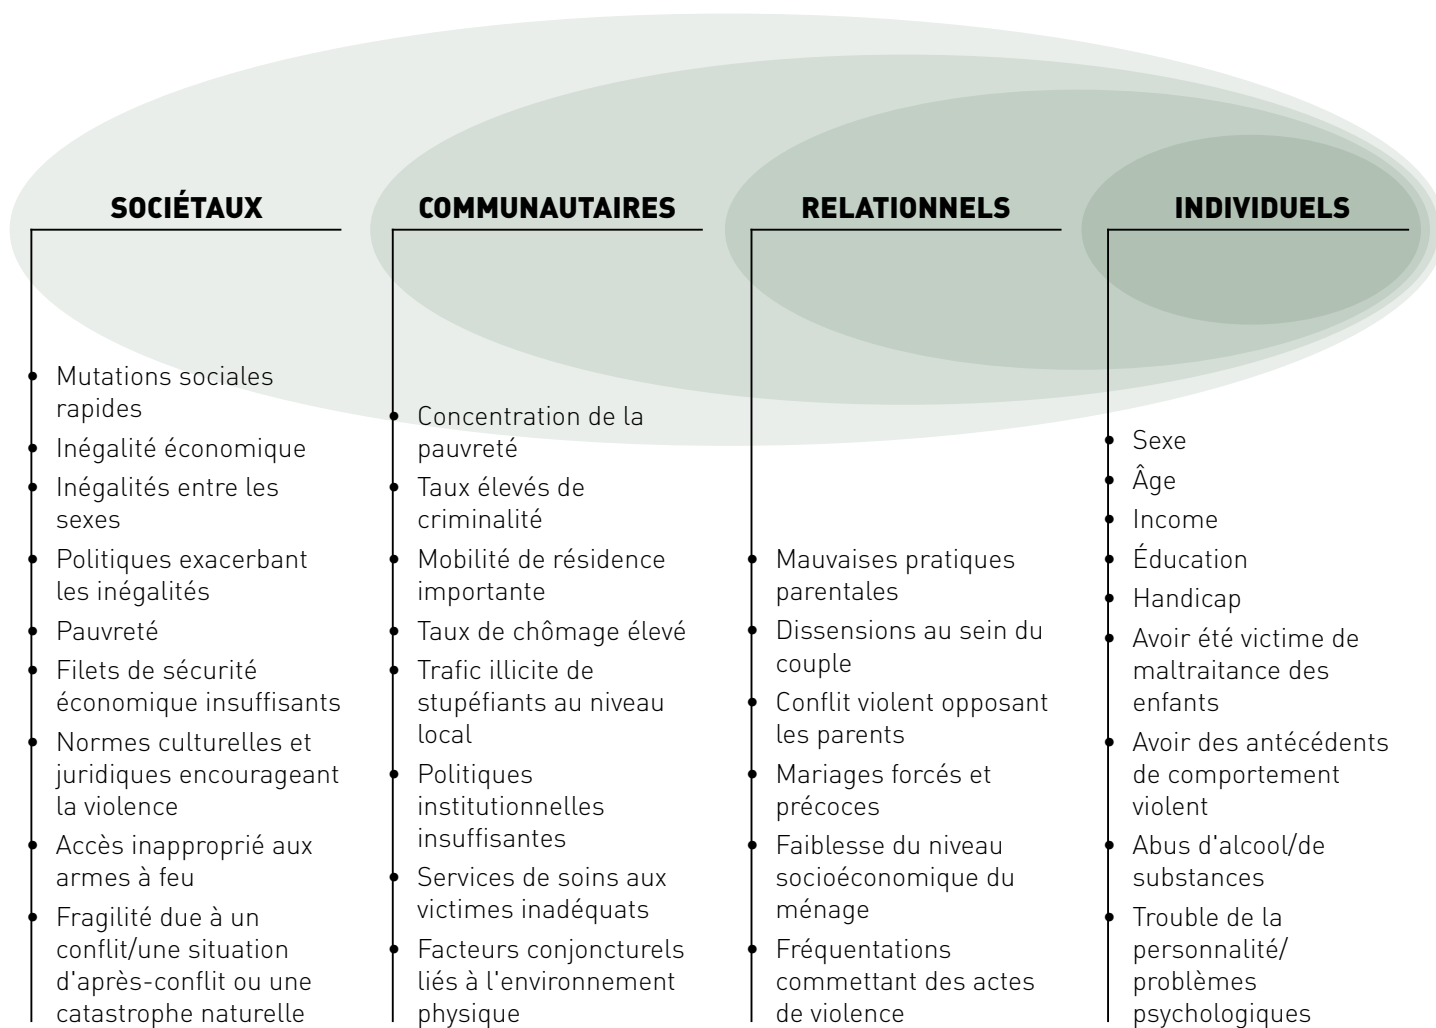 SOCIÉTAUX
Mutations sociales
rapides
Inégalité économique
Inégalités entre les
sexes
Politiques exacerbant
les inégalités
Pauvreté
Filets de sécurité
économique insuffisants
Normes culturelles et
juridiques encourageant
la violence
Accès inapproprié aux
armes à feu
Fragilité due à un
conflit/une situation
d'après-conflit ou une
catastrophe naturelle
COMMUNAUTAIRES
Concentration de la
pauvreté
Taux élevés de
criminalité
Mobilité de résidence
importante
Taux de chômage élevé
Trafic illicite de
stupéfiants au niveau
local
Politiques
institutionnelles
insuffisantes
Services de soins aux
victimes inadéquats
Facteurs conjoncturels
liés à l'environnement
physique
RELATIONNELS
Mauvaises pratiques
parentales
Dissensions au sein du
couple
Conflit violent opposant
les parents
Mariages forcés et
précoces
Faiblesse du niveau
socioéconomique du
ménage
Fréquentations
commettant des actes
de violence
INDIVIDUELS
Sexe
Âge
Income
Éducation
Handicap
Avoir été victime de
maltraitance des
enfants
Avoir des antécédents
de comportement
violent
Abus d'alcool/de
substances
Trouble de la
personnalité/
problèmes
psychologiques